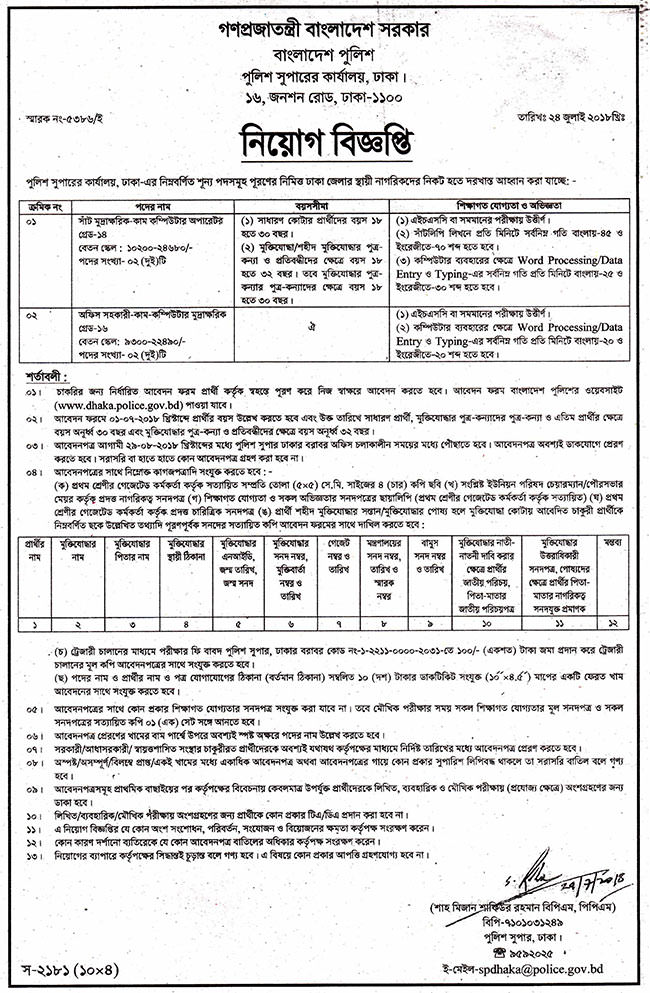 গণপ্রজাতন্ত্রী বাংলাদেশ সরকার
বাংলাদেশ পুলিশ
পুলিশ সুপারের কার্যালয়, ঢাকা।
১৬, জনশন রোড, ঢাকা-১১০০
স্মারক নং-৫৩৮৬/ই
তারিখঃ ২৪ জুলাই ২০১৮খ্রিঃ
নিয়োগ বিজ্ঞপ্তি
পুলিশ সুপারের কার্যালয়, ঢাকা-এর নিম্নবর্ণিত শূন্য পদসমূহ পূরণের নিমিত্ত ঢাকা জেলার স্থায়ী নাগরিকদের নিকট হতে দরখাস্ত আহ্বান করা যাচ্ছে: -
ক্রমিক নং
পদের নাম
বয়সসীমা
শিক্ষাগত যোগ্যতা ও অভিজ্ঞতা
০১
সাঁট মুদ্রাক্ষরিক-কাম কম্পিউটার অপারেটর
গ্রেড-১৪
বেতন স্কেল : ১০২০০-২৪৬৮০/-
পদের সংখ্যা- ০২ (দুই)টি
(১) সাধারণ কোটার প্রার্থীদের বয়স ১৮
হতে ৩০ বছর।
(২) মুক্তিযোদ্ধা/শহীদ মুক্তিযোদ্ধার পুত্র-
কন্যা ও প্রতিবন্ধীদের ক্ষেত্রে বয়স ১৮
হতে ৩২ বছর। তবে মুক্তিযোদ্ধার পুত্র-
কন্যার পুত্র-কন্যাদের ক্ষেত্রে বয়স ১৮
হতে ৩০ বছর।
(১) এইচএসসি বা সমমানের পরীক্ষায় উত্তীর্ণ।
(২) সাঁটলিপি লিখনে প্রতি মিনিটে সর্বনিম্ন গতি বাংলায়-৪৫ ও
ইংরেজীতে-৭০ শব্দ হতে হবে।
(৩) কম্পিউটার ব্যবহারের ক্ষেত্রে Word Processing/Data
Entry ও Typing-এর সর্বনিম্ন গতি প্রতি মিনিটে বাংলায়-২৫ ও
ইংরেজীতে-৩০ শব্দ হতে হবে।
০২
অফিস সহকারী-কাম-কম্পিউটার মুদ্রাক্ষরিক
গ্রেড-১৬
বেতন স্কেল: ৯৩০০-২২৪৯০/-
পদের সংখ্যা- ০২ (দুই)টি
ঐ
(১) এইচএসসি বা সমমানের পরীক্ষায় উত্তীর্ণ।
(২) কম্পিউটার ব্যবহারের ক্ষেত্রে Word Processing/Data
Entry ও Typing-এর সর্বনিম্ন গতি প্রতি মিনিটে বাংলায়-২০ ও
ইংরেজীতে-২০ শব্দ হতে হবে।
শর্তাবলী :
০১। চাকরির জন্য নির্ধারিত আবেদন ফরম প্রার্থী কর্তৃক স্বহস্তে পূরণ করে নিজ স্বাক্ষরে আবেদন করতে হবে। আবেদন ফরম বাংলাদেশ পুলিশের ওয়েবসাইট
(www.dhaka.police.gov.bd) পাওয়া যাবে।
০২। আবেদন ফরমে ০১-০৭-২০১৮ খ্রিষ্টাব্দে প্রার্থীর বয়স উল্লেখ করতে হবে এবং উক্ত তারিখে সাধারণ প্রার্থী, মুক্তিযোদ্ধার পুত্র-কন্যাদের পুত্র-কন্যা ও এতিম প্রার্থীর ক্ষেত্রে
বয়স অনূর্ধ্ব ৩০ বছর এবং মুক্তিযোদ্ধার পুত্র-কন্যা ও প্রতিবন্ধীদের ক্ষেত্রে বয়স অনূর্ধ্ব ৩২ বছর।
০৩। আবেদনপত্র আগামী ২৯-০৮-২০১৮ খ্রিষ্টাব্দের মধ্যে পুলিশ সুপার ঢাকার বরাবর অফিস চলাকালীন সময়ের মধ্যে পৌঁছাতে হবে। আবেদনপত্র অবশ্যই ডাকযোগে প্রেরণ
করতে হবে। সরাসরি বা হাতে হাতে কোন আবেদনপত্র গ্রহণ করা হবে না।
০৪। আবেদনপত্রের সাথে নিম্নোক্ত কাগজপত্রাদি সংযুক্ত করতে হবে : -
(ক) প্রথম শ্রেণীর গেজেটেড কর্মকর্তা কর্তৃক সত্যায়িত সম্প্রতি তোলা (৫×৫) সে.মি. সাইজের ৪ (চার) কপি ছবি (খ) সংশ্লিষ্ট ইউনিয়ন পরিষদ চেয়ারম্যান/পৌরসভার
মেয়র কর্তৃক প্রদত্ত নাগরিকত্ব সনদপত্র (গ) শিক্ষাগত যোগ্যতা ও সকল অভিজ্ঞতার সনদপত্রের ছায়ালিপি (প্রথম শ্রেণীর গেজেটেড কর্মকর্তা কর্তৃক সত্যায়িত) (ঘ) প্রথম
শ্রেণীর গেজেটেড কর্মকর্তা কর্তৃক প্রদত্ত চারিত্রিক সনদপত্র (ঙ) প্রার্থী শহীদ মুক্তিযোদ্ধার সন্তান/মুক্তিযোদ্ধার পোষ্য হলে মুক্তিযোদ্ধা কোটায় আবেদিত চাকুরী প্রার্থীকে
নিম্নবর্ণিত ছকে উল্লেখিত তথ্যাদি পূরণপূর্বক সনদের সত্যায়িত কপি আবেদন ফরমের সাথে দাখিল করতে হবে :
প্রার্থীর নাম
মুক্তিযোদ্ধার নাম
মুক্তিযোদ্ধার পিতার নাম
মুক্তিযোদ্ধার স্থায়ী ঠিকানা
মুক্তিযোদ্ধার এনআইডি, জন্ম তারিখ, জন্ম সনদ
মুক্তিযোদ্ধার সনদ নম্বর, মুক্তিবার্তা নম্বর ও তারিখ
গেজেট নম্বর ও তারিখ
মন্ত্রণালয়ের সনদ নম্বর, তারিখ ও স্মারক নম্বর
বামুস সনদ নম্বর ও তারিখ
মুক্তিযোদ্ধার নাতী-নাতনী দাবি করার ক্ষেত্রে প্রার্থীর জাতীয় পরিচয়, পিতা-মাতার জাতীয় পরিচয়পত্র
মুক্তিযোদ্ধার উত্তরাধিকারী সনদপত্র, পোষ্যদের ক্ষেত্রে প্রার্থীর পিতা-মাতার নাগরিকত্ব সনদযুক্ত প্রমাণক
মন্তব্য
১ ২ ৩ ৪ ৫ ৬ ৭ ৮ ৯ ১০ ১১ ১২
(চ) ট্রেজারী চালানের মাধ্যমে পরীক্ষার ফি বাবদ পুলিশ সুপার, ঢাকার বরাবর কোড নং-১-২২১১-০০০০-২০৩১-তে ১০০/- (একশত) টাকা জমা প্রদান করে ট্রেজারী
চালানের মূল কপি আবেদনপত্রের সাথে সংযুক্ত করতে হবে।
(ছ) পদের নাম ও প্রার্থীর নাম ও পত্র যোগাযোগের ঠিকানা (বর্তমান ঠিকানা) সম্বলিত ১০ (দশ) টাকার ডাকটিকিট সংযুক্ত (১০"×৪.৫") মাপের একটি ফেরত খাম
আবেদনের সাথে সংযুক্ত করতে হবে।
০৫। আবেদনপত্রের সাথে কোন প্রকার শিক্ষাগত যোগ্যতার সনদপত্র সংযুক্ত করা যাবে না। তবে মৌখিক পরীক্ষার সময় সকল শিক্ষাগত যোগ্যতার মূল সনদপত্র ও সকল
সনদপত্রের সত্যায়িত কপি ০১ (এক) সেট সঙ্গে আনতে হবে।
০৬। আবেদনপত্র প্রেরণের খামের বাম পার্শ্বে উপরে অবশ্যই স্পষ্ট অক্ষরে পদের নাম উল্লেখ করতে হবে।
০৭। সরকারী/আধাসরকারী/ স্বায়ত্তশাসিত সংস্থার চাকুরীরত প্রার্থীদেরকে অবশ্যই যথাযথ কর্তৃপক্ষের মাধ্যমে নির্দিষ্ট তারিখের মধ্যে আবেদনপত্র প্রেরণ করতে হবে।
০৮। অস্পষ্ট/অসম্পূর্ণ/বিলম্বে প্রাপ্ত/একই খামের মধ্যে একাধিক আবেদনপত্র অথবা আবেদনপত্রের গায়ে কোন প্রকার সুপারিশ লিপিবদ্ধ থাকলে তা সরাসরি বাতিল বলে গণ্য
হবে।
০৯। আবেদনপত্রসমূহ প্রাথমিক বাছাইয়ের পর কর্তৃপক্ষের বিবেচনায় কেবলমাত্র উপর্যুক্ত প্রার্থীদেরকে লিখিত, ব্যবহারিক ও মৌখিক পরীক্ষায় (প্রযোজ্য ক্ষেত্রে) অংশগ্রহণের জন্য
ডাকা হবে।
১০। লিখিত/ব্যবহারিক/মৌখিক পরীক্ষায় অংশগ্রহণের জন্য প্রার্থীকে কোন প্রকার টিএ/ডিএ প্রদান করা হবে না।
১১। এ নিয়োগ বিজ্ঞপ্তির যে কোন অংশ সংশোধন, পরিবর্তন, সংযোজন ও বিয়োজনের ক্ষমতা কর্তৃপক্ষ সংরক্ষণ করেন।
১২। কোন কারণ দর্শানো ব্যতিরেকে যে কোন আবেদনপত্র বাতিলের অধিকার কর্তৃপক্ষ সংরক্ষণ করেন।
১৩। নিয়োগের ব্যাপারে কর্তৃপক্ষের সিদ্ধান্তই চূড়ান্ত বলে গণ্য হবে। এ বিষয়ে কোন প্রকার আপত্তি গ্রহণযোগ্য হবে না।
(শাহ মিজান শাফিউর রহমান বিপিএম, পিপিএম)
বিপি-৭১০১০৩১২৪৯
পুলিশ সুপার, ঢাকা।
☎ ৯৫৯২০২৫
ই-মেইল-spdhaka@police.gov.bd
স-২১৮১ (১০×৪)